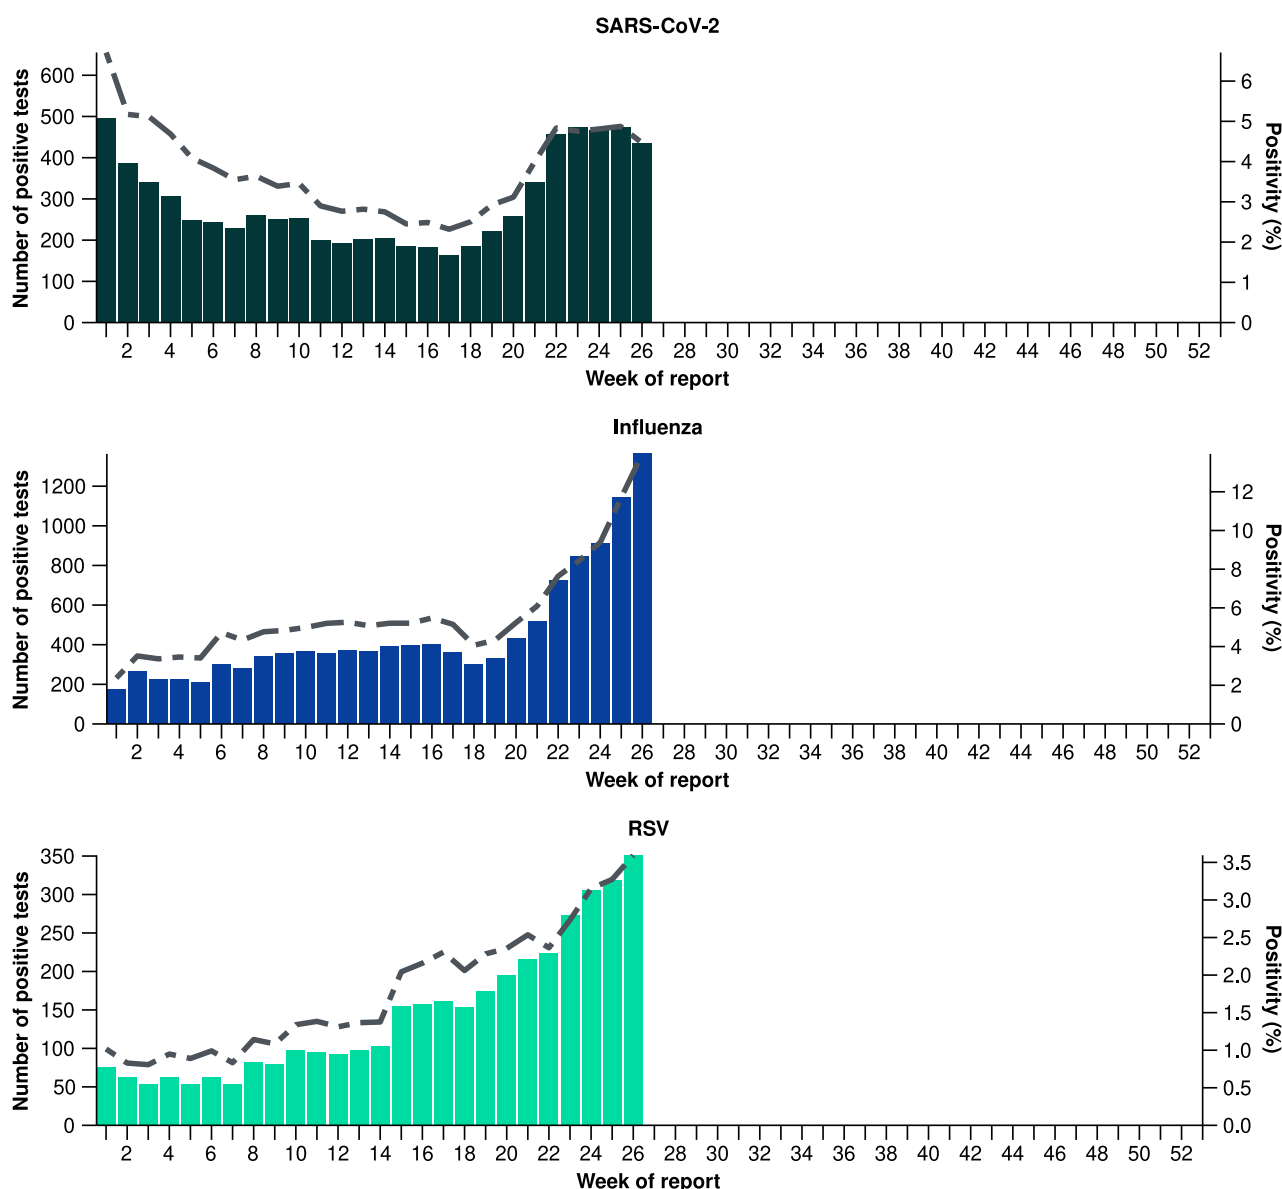 SARS-CoV-2
Number of positive tests
Positivity (%)
600
500
400
300
200
100
0
6
5
4
3
2
1
0
2 4 6 8 10 12 14 16 18 20 22 24 26 28 30 32 34 36 38 40 42 44 46 48 50 52
Week of report
Influenza
Number of positive tests
Positivity (%)
1200
1000
800
600
400
200
0
12
10
8
6
4
2
0
2 4 6 8 10 12 14 16 18 20 22 24 26 28 30 32 34 36 38 40 42 44 46 48 50 52
Week of report
RSV
Number of positive tests
Positivity (%)
350
300
250
200
150
100
50
0
3.5
3.0
2.5
2.0
1.5
1.0
0.5
0.0
2 4 6 8 10 12 14 16 18 20 22 24 26 28 30 32 34 36 38 40 42 44 46 48 50 52
Week of report